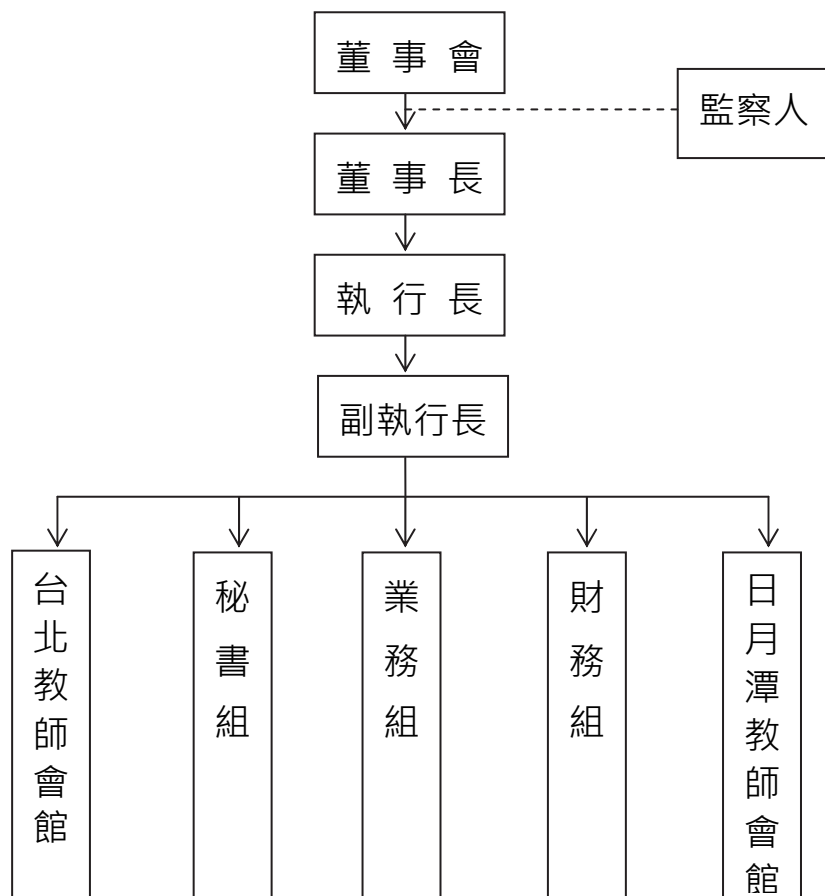 董事會
監察人
董事長
執行長
副執行長
台北教師會館
秘書組
業務組
財務組
日月潭教師會館